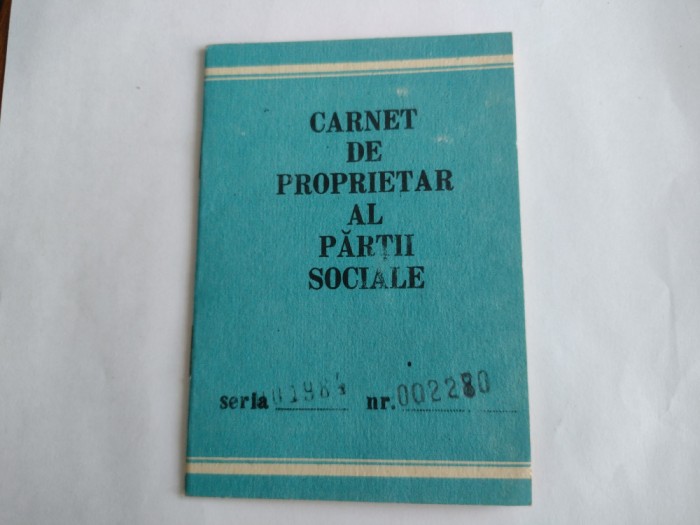 CARNET
DE
PROPRIETAR
AL
PĂRȚII
SOCIALE
seria nr.